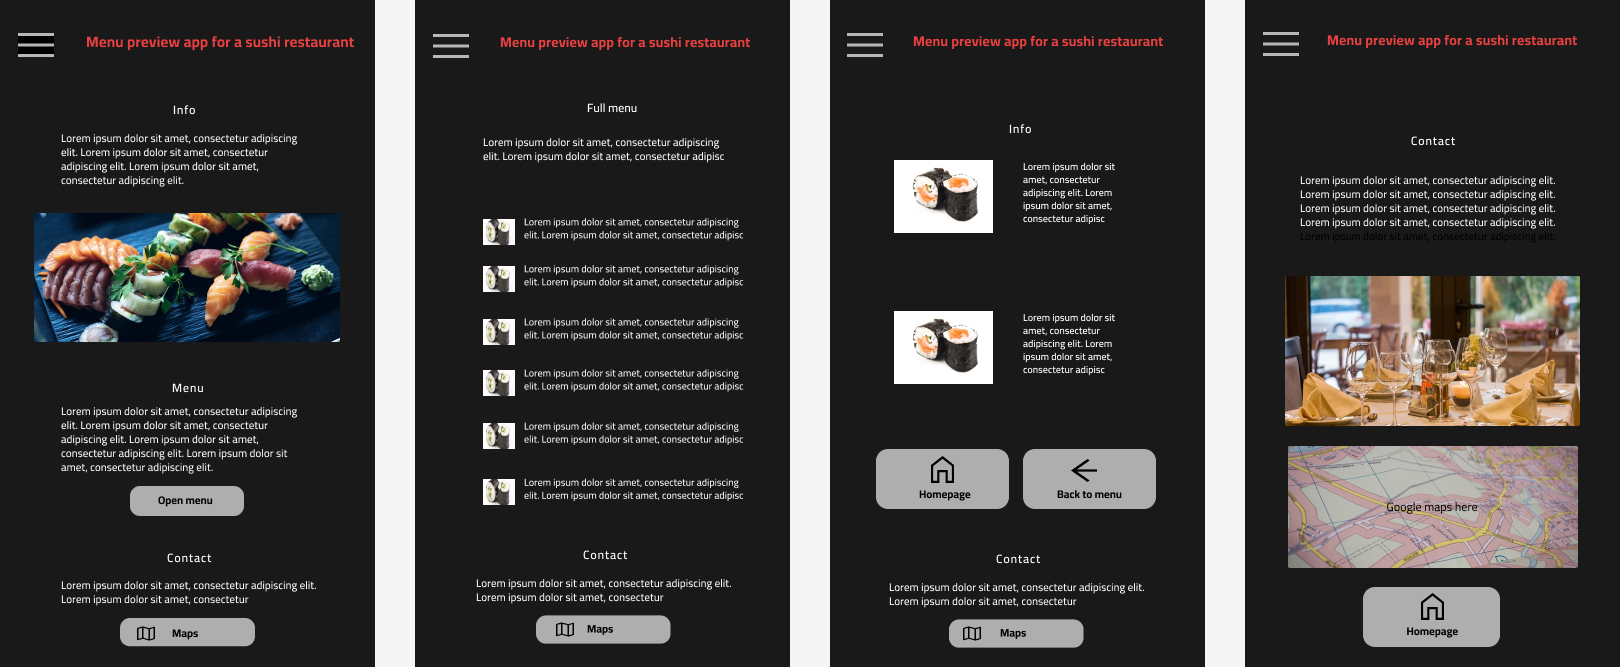 Menu preview app for a sushi restaurant
Info
Lorem ipsum dolor sit amet, consectetur adipiscing
elit. Lorem ipsum dolor sit amet, consectetur
adipiscing elit. Lorem ipsum dolor sit amet,
consectetur adipiscing elit.
Menu
Lorem ipsum dolor sit amet, consectetur adipiscing
elit. Lorem ipsum dolor sit amet, consectetur
adipiscing elit. Lorem ipsum dolor sit amet,
consectetur adipiscing elit. Lorem ipsum dolor sit
amet, consectetur adipiscing elit.
Open menu
Contact
Lorem ipsum dolor sit amet, consectetur adipiscing elit.
Lorem ipsum dolor sit amet, consectetur
Maps
Menu preview app for a sushi restaurant
Full menu
Lorem ipsum dolor sit amet, consectetur adipiscing
elit. Lorem ipsum dolor sit amet, consectetur adipisc
Lorem ipsum dolor sit amet, consectetur adipiscing
elit. Lorem ipsum dolor sit amet, consectetur adipisc
Lorem ipsum dolor sit amet, consectetur adipiscing
elit. Lorem ipsum dolor sit amet, consectetur adipisc
Lorem ipsum dolor sit amet, consectetur adipiscing
elit. Lorem ipsum dolor sit amet, consectetur adipisc
Lorem ipsum dolor sit amet, consectetur adipiscing
elit. Lorem ipsum dolor sit amet, consectetur adipisc
Lorem ipsum dolor sit amet, consectetur adipiscing
elit. Lorem ipsum dolor sit amet, consectetur adipisc
Lorem ipsum dolor sit amet, consectetur adipiscing
elit. Lorem ipsum dolor sit amet, consectetur adipisc
Contact
Lorem ipsum dolor sit amet, consectetur adipiscing elit.
Lorem ipsum dolor sit amet, consectetur
Maps
Menu preview app for a sushi restaurant
Info
Lorem ipsum dolor sit
amet, consectetur
adipiscing elit. Lorem
ipsum dolor sit amet,
consectetur adipisc
Lorem ipsum dolor sit
amet, consectetur
adipiscing elit. Lorem
ipsum dolor sit amet,
consectetur adipisc
Homepage
Back to menu
Contact
Lorem ipsum dolor sit amet, consectetur adipiscing elit.
Lorem ipsum dolor sit amet, consectetur
Maps
Menu preview app for a sushi restaurant
Contact
Lorem ipsum dolor sit amet, consectetur adipiscing elit.
Lorem ipsum dolor sit amet, consectetur adipiscing elit.
Lorem ipsum dolor sit amet, consectetur adipiscing elit.
Lorem ipsum dolor sit amet, consectetur adipiscing elit.
Lorem ipsum dolor sit amet, consectetur adipiscing elit.
Google maps here
Homepage